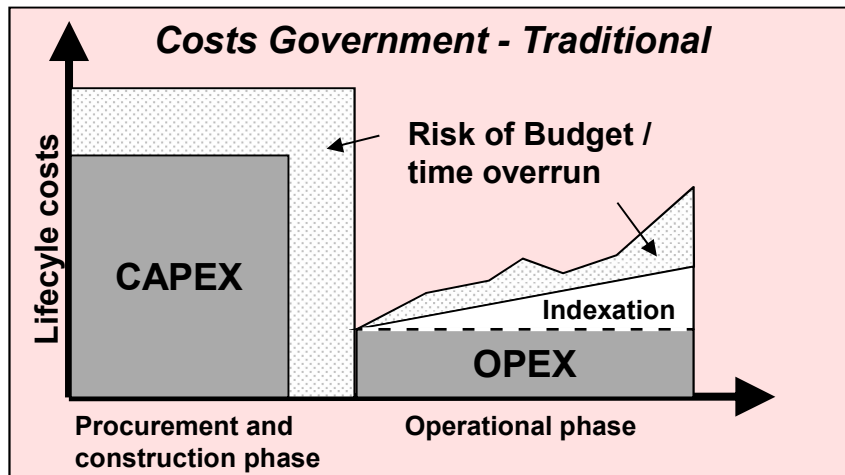 Costs Government - Traditional
Lifecyle costs
Risk of Budget /
time overrun
CAPEX
Indexation
OPEX
Procurement and
construction phase
Operational phase